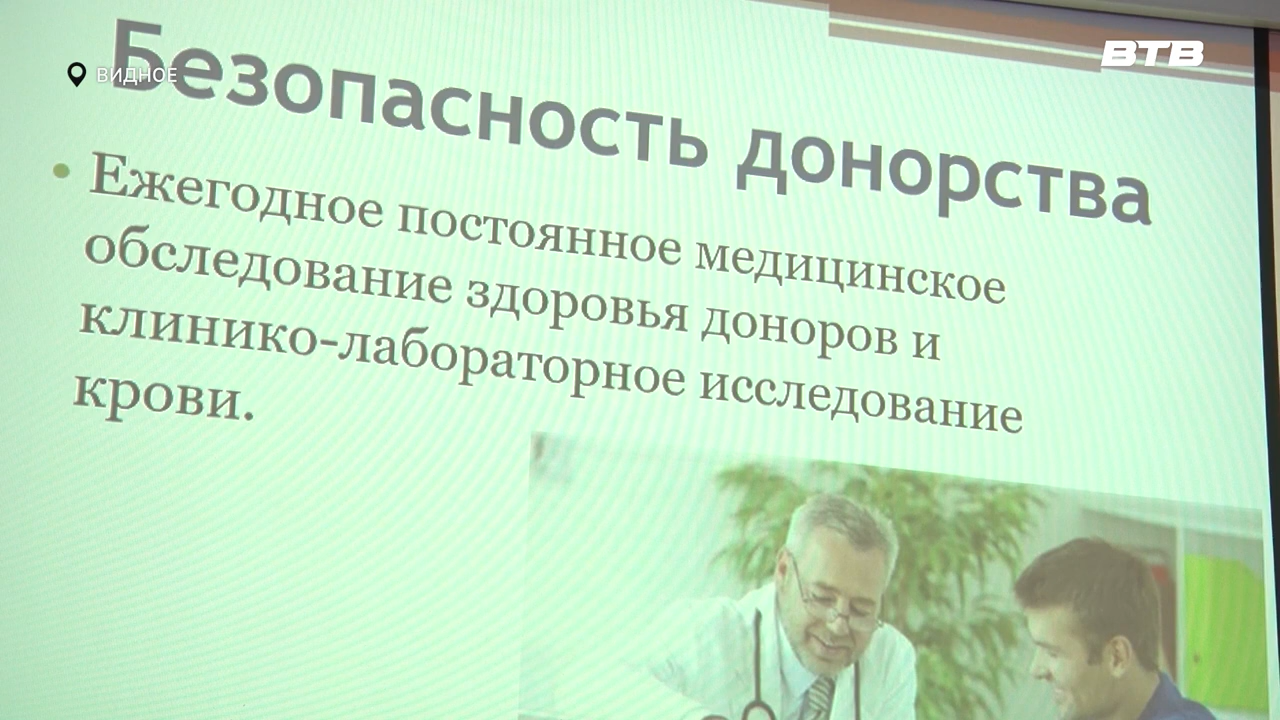 ВИДНОЕ
ВТВ
Безопасность донорства
Ежегодное постоянное медицинское
обследование здоровья доноров и
клинико-лабораторное исследование
крови.